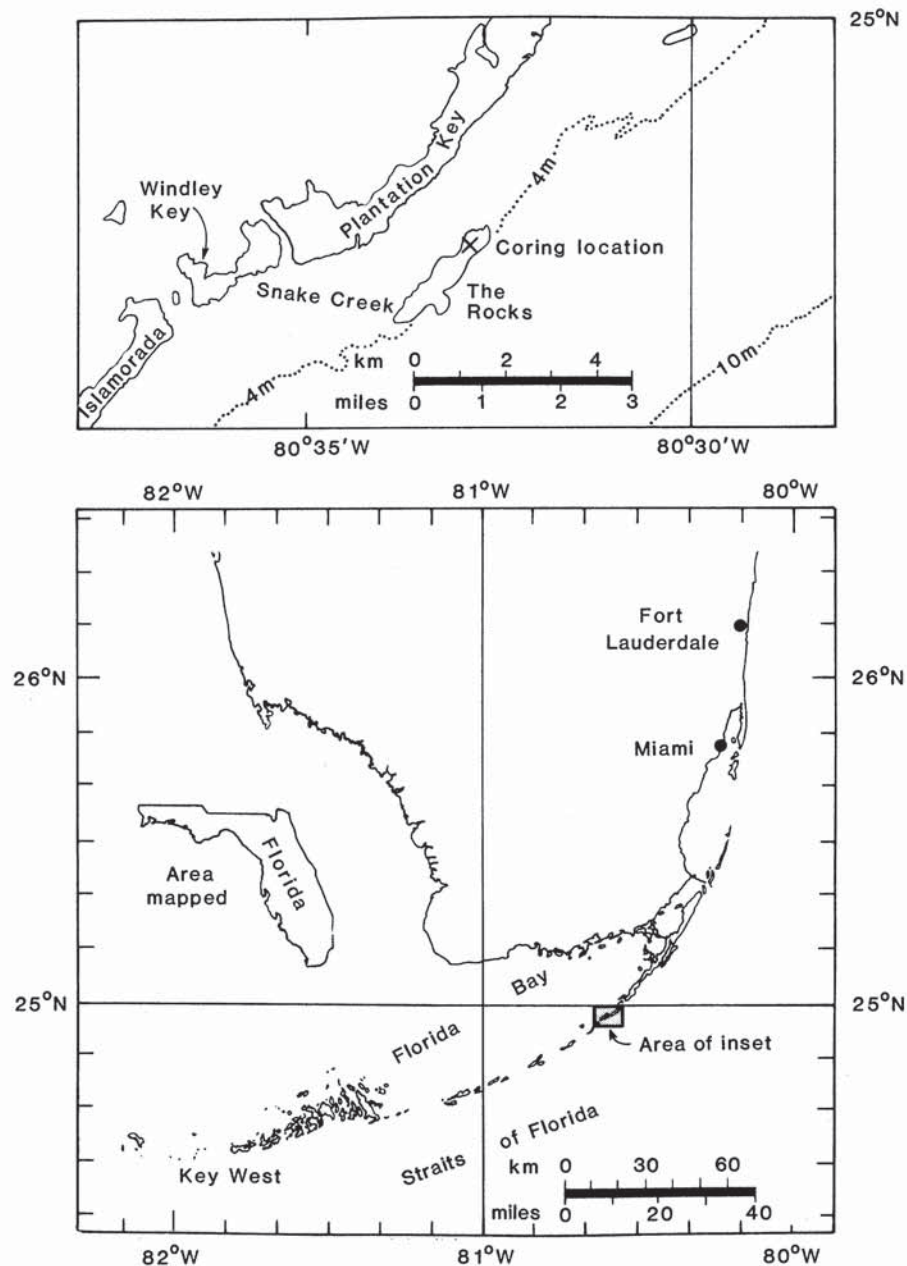 25°N
Windley
Key
Plantation Key
4m
Coring location
The
Rocks
Snake Creek
Islamorada
4m
10m
km 0 2 4
miles 0 1 2 3
80°35'W 80°30'W
82°W 81°W 80°W
Fort
Lauderdale
26°N 26°N
Miami
Florida
Area
mapped
Bay
25°N 25°N
Area of inset
Florida
Straits of Florida
Key West
km 0 30 60
miles 0 20 40
82°W 81°W 80°W